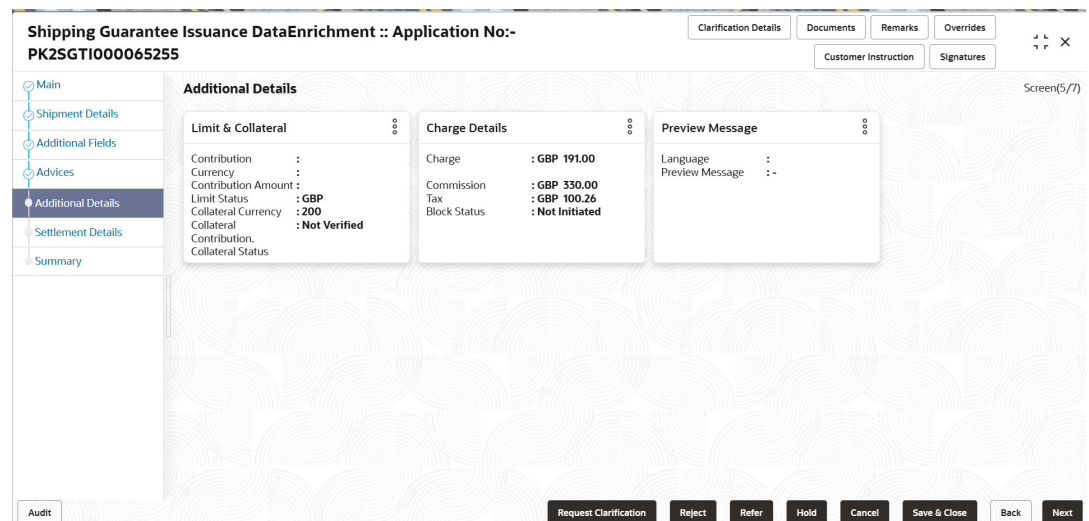 Shipping Guarantee Issuance DataEnrichment :: Application No:-
PK2SGTI000065255
Clarification Details
Documents
Remarks
Overrides
Customer Instruction
Signatures
Main
Shipment Details
Additional Fields
Advices
Additional Details
Settlement Details
Summary
Additional Details
Screen(5/7)
Limit & Collateral
Contribution :
Currency :
Contribution Amount :
Limit Status : GBP
Collateral Currency : 200
Collateral : Not Verified
Contribution.
Collateral Status
Charge Details
Charge : GBP 191.00
Commission : GBP 330.00
Tax : GBP 100.26
Block Status : Not Initiated
Preview Message
Language :
Preview Message : -
Audit
Request Clarification
Reject
Refer
Hold
Cancel
Save & Close
Back
Next